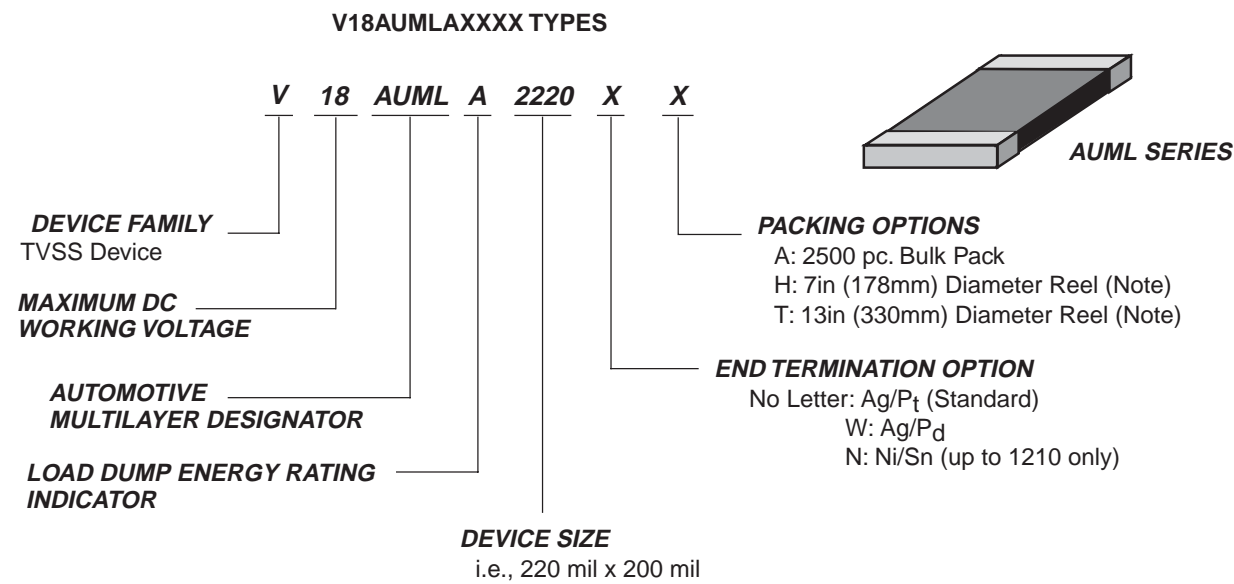 V18AUMLAXXXX TYPES
V 18 AUML A 2220 X X
AUML SERIES
DEVICE FAMILY
TVSS Device
MAXIMUM DC
WORKING VOLTAGE
AUTOMOTIVE
MULTILAYER DESIGNATOR
LOAD DUMP ENERGY RATING
INDICATOR
DEVICE SIZE
i.e., 220 mil x 200 mil
PACKING OPTIONS
A: 2500 pc. Bulk Pack
H: 7in (178mm) Diameter Reel (Note)
T: 13in (330mm) Diameter Reel (Note)
END TERMINATION OPTION
No Letter: Ag/Pt (Standard)
W: Ag/Pd
N: Ni/Sn (up to 1210 only)